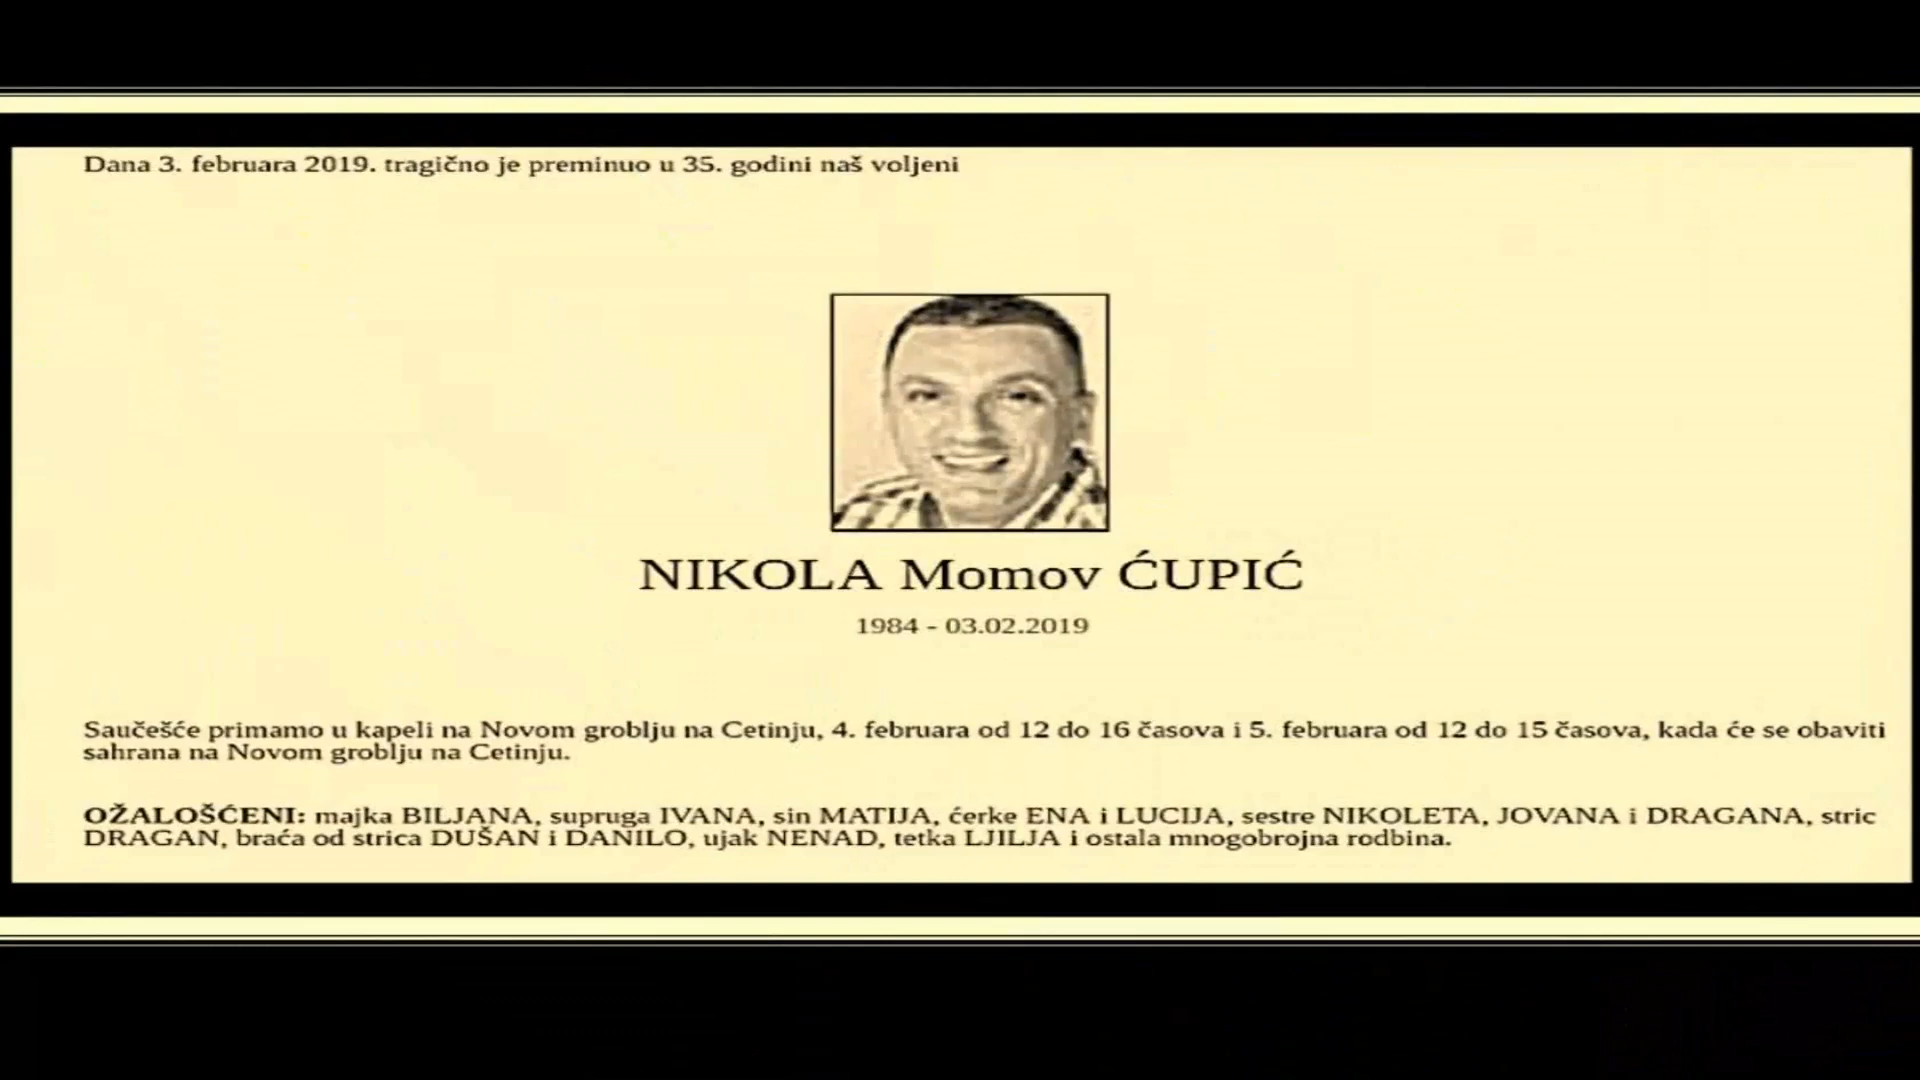 Dana 3. februara 2019. tragično je preminuo u 35. godini naš voljeni
NIKOLA Momov ĆUPIĆ
1984 - 03.02.2019
Saučešće primamo u kapeli na Novom groblju na Cetinju, 4. februara od 12 do 16 časova i 5. februara od 12 do 15 časova, kada će se obaviti
sahrana na Novom groblju na Cetinju.
OŽALOŠĆENI: majka BILJANA, supruga IVANA, sin MATIJA, ćerke ENA i LUCIJA, sestre NIKOLETA, JOVANA i DRAGANA, stric
DRAGAN, braća od strica DUŠAN i DANILO, ujak NENAD, tetka LJILJA i ostala mnogobrojna rodbina.